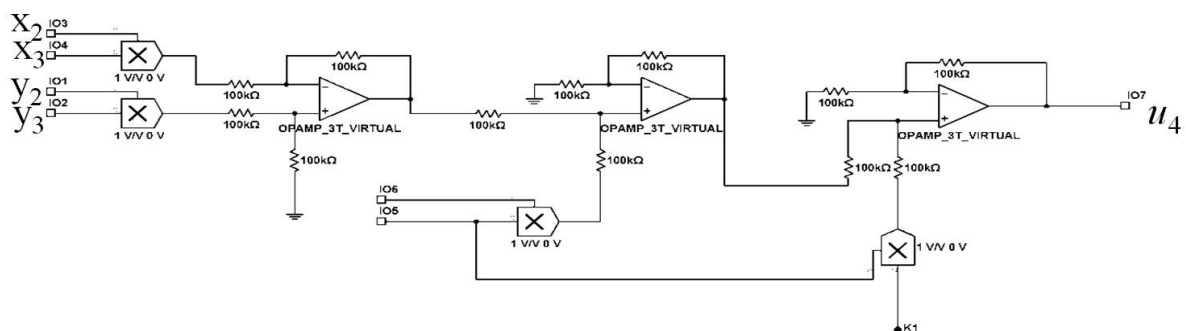 x2 IO3
x3 IO4
1 V/V 0 V
y2 IO1
y3 IO2
1 V/V 0 V
100kΩ
100kΩ
100kΩ
100kΩ
OPAMP_3T_VIRTUAL
100kΩ
100kΩ
100kΩ
100kΩ
OPAMP_3T_VIRTUAL
100kΩ
IO6
IO5
1 V/V 0 V
100kΩ
100kΩ
OPAMP_3T_VIRTUAL
100kΩ
100kΩ
IO7
u4
1 V/V 0 V
K1